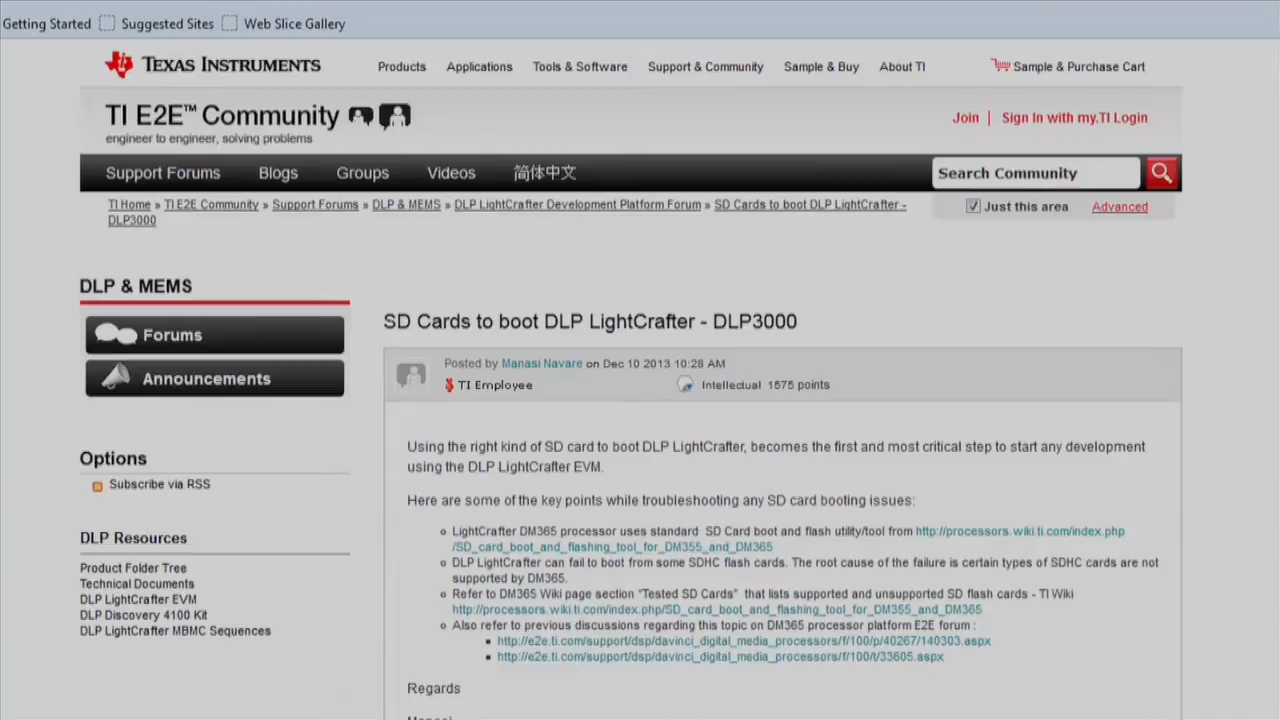 Getting Started Suggested Sites Web Slice Gallery
TEXAS INSTRUMENTS Products Applications Tools & Software Support & Community Sample & Buy About TI Sample & Purchase Cart
TI E2E™ Community
engineer to engineer, solving problems
Join | Sign In with my.TI Login
Support Forums Blogs Groups Videos 简体中文 Search Community
TI Home » TI E2E Community » Support Forums » DLP & MEMS » DLP LightCrafter Development Platform Forum » SD Cards to boot DLP LightCrafter -
DLP3000
Just this area Advanced
DLP & MEMS
Forums
Announcements
Options
Subscribe via RSS
DLP Resources
Product Folder Tree
Technical Documents
DLP LightCrafter EVM
DLP Discovery 4100 Kit
DLP LightCrafter MBMC Sequences
SD Cards to boot DLP LightCrafter - DLP3000
Posted by Manasi Navare on Dec 10 2013 10:28 AM
TI Employee Intellectual 1575 points
Using the right kind of SD card to boot DLP LightCrafter, becomes the first and most critical step to start any development
using the DLP LightCrafter EVM.
Here are some of the key points while troubleshooting any SD card booting issues:
LightCrafter DM365 processor uses standard SD Card boot and flash utility/tool from http://processors.wiki.ti.com/index.php
/SD_card_boot_and_flashing_tool_for_DM355_and_DM365
DLP LightCrafter can fail to boot from some SDHC flash cards. The root cause of the failure is certain types of SDHC cards are not
supported by DM365.
Refer to DM365 Wiki page section "Tested SD Cards" that lists supported and unsupported SD flash cards - TI Wiki
http://processors.wiki.ti.com/index.php/SD_card_boot_and_flashing_tool_for_DM355_and_DM365
Also refer to previous discussions regarding this topic on DM365 processor platform E2E forum :
http://e2e.ti.com/support/dsp/davinci_digital_media_processors/f/100/p/40267/140303.aspx
http://e2e.ti.com/support/dsp/davinci_digital_media_processors/f/100/t/33605.aspx
Regards